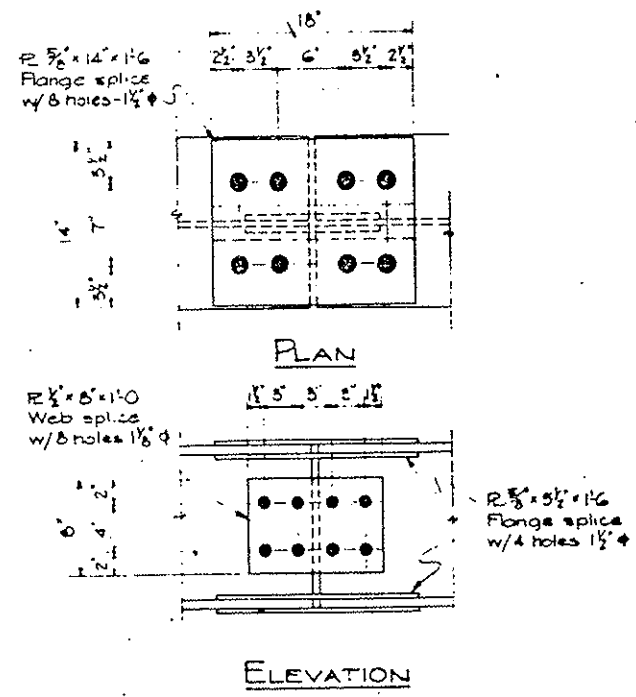 18"
2½" 3½" 6" 3½" 2½"
PL 5/8" × 14" × 1'-6
Flange splice
w/ 8 holes - 1½" φ
3½"
14" 7"
3½"
PLAN
PL ½" × 8" × 1'-0
Web splice
w/ 8 holes 1⅛" φ
1½" 3" 3" 3" 1½"
2"
8" 4"
2"
PL 5/8" × 5½" × 1'-6
Flange splice
w/ 4 holes 1½" φ
ELEVATION